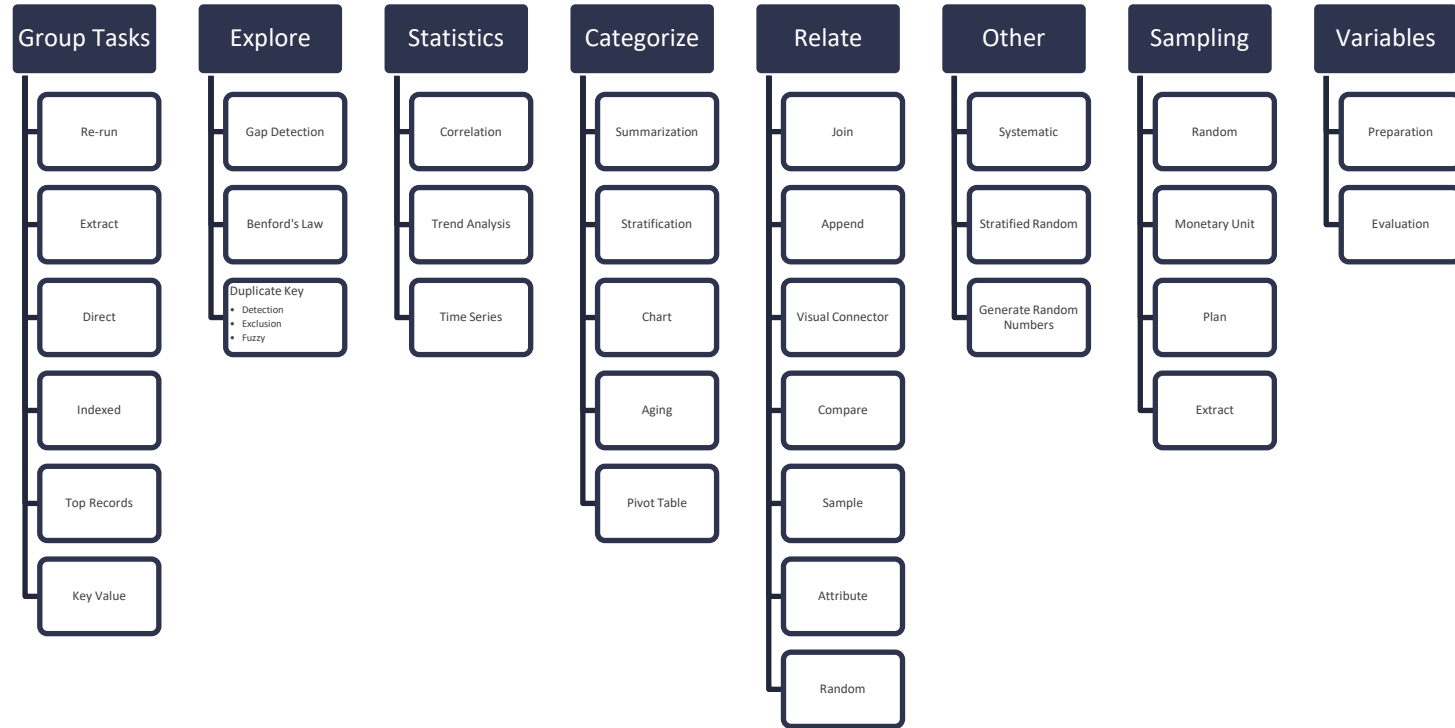 Group Tasks
Re-run
Extract
Direct
Indexed
Top Records
Key Value
Explore
Gap Detection
Benford's Law
Duplicate Key
• Detection
• Exclusion
• Fuzzy
Statistics
Correlation
Trend Analysis
Time Series
Categorize
Summarization
Stratification
Chart
Aging
Pivot Table
Relate
Join
Append
Visual Connector
Compare
Sample
Attribute
Random
Other
Systematic
Stratified Random
Generate Random
Numbers
Sampling
Random
Monetary Unit
Plan
Extract
Variables
Preparation
Evaluation